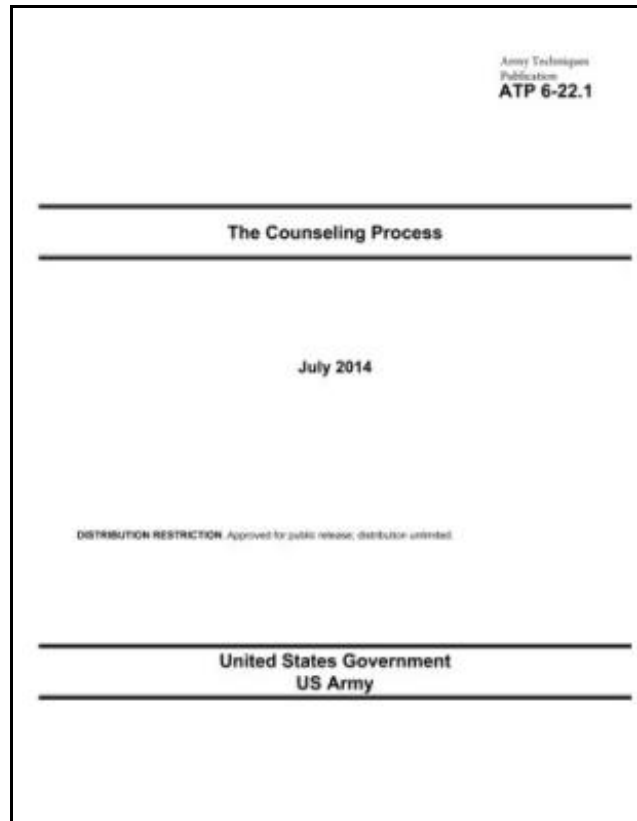 Army Techniques
Publication
ATP 6-22.1
The Counseling Process
July 2014
DISTRIBUTION RESTRICTION. Approved for public release; distribution unlimited.
United States Government
US Army